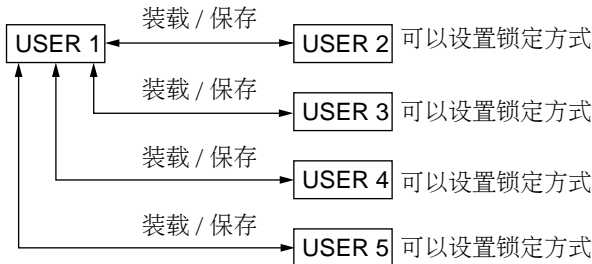 装载 / 保存
USER 1 USER 2 可以设置锁定方式
装载 / 保存
USER 3 可以设置锁定方式
装载 / 保存
USER 4 可以设置锁定方式
装载 / 保存
USER 5 可以设置锁定方式